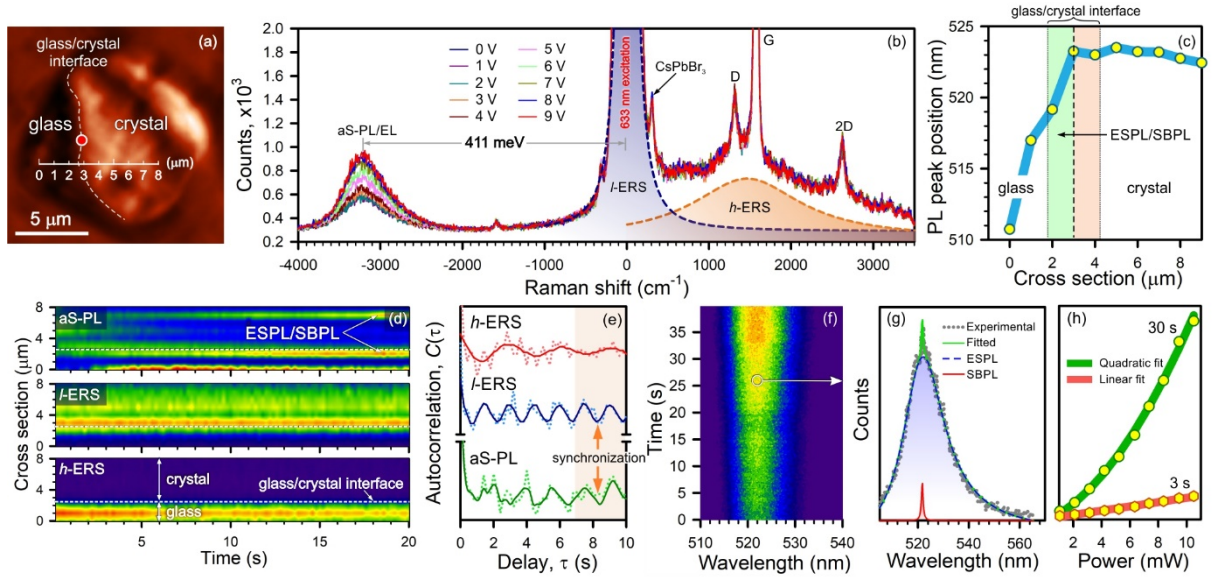 (a)
glass/crystal
interface
glass
crystal
(μm)
0 1 2 3 4 5 6 7 8
5 μm
(b)
Counts, x10³
2.0
1.8
1.6
1.4
1.2
1.0
0.8
0.6
0.4
0.2
0 V
1 V
2 V
3 V
4 V
5 V
6 V
7 V
8 V
9 V
aS-PL/EL
411 meV
633 nm excitation
CsPbBr₃
D
G
2D
l-ERS
h-ERS
-4000 -3000 -2000 -1000 0 1000 2000 3000
Raman shift (cm⁻¹)
glass/crystal interface
(c)
PL peak position (nm)
525
520
515
510
ESPL/SBPL
glass
crystal
0 2 4 6 8
Cross section (μm)
(d)
Cross section (μm)
8
4
0
aS-PL
ESPL/SBPL
8
4
0
l-ERS
8
4
0
h-ERS
crystal
glass/crystal interface
glass
5 10 15 20
Time (s)
(e)
Autocorrelation, C(τ)
h-ERS
l-ERS
aS-PL
synchronization
0 2 4 6 8 10
Delay, τ (s)
(f)
Time (s)
35
30
25
20
15
10
5
0
510 520 530 540
Wavelength (nm)
(g)
Counts
Experimental
Fitted
ESPL
SBPL
520 540 560
Wavelength (nm)
(h)
30 s
Quadratic fit
Linear fit
3 s
2 4 6 8 10
Power (mW)